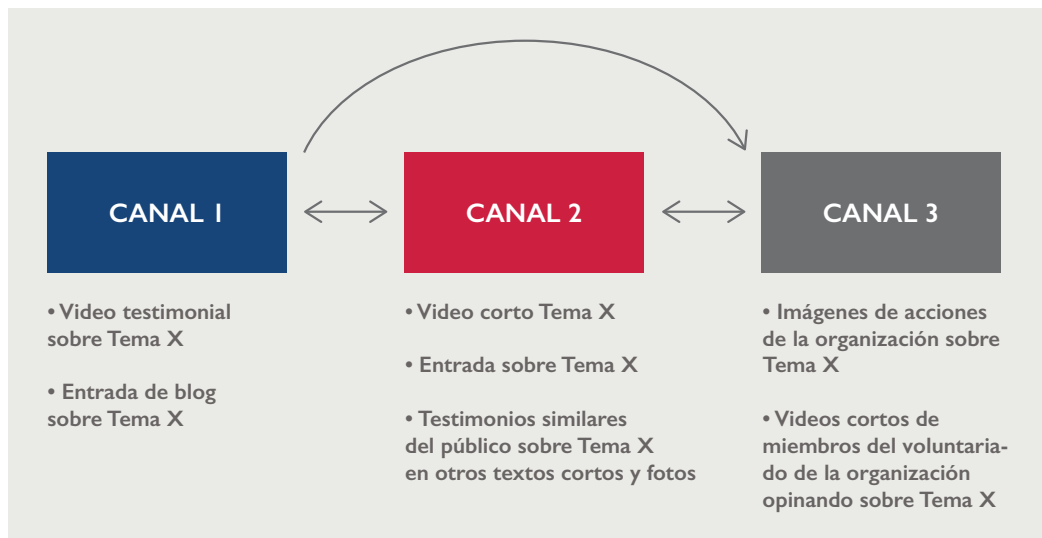 CANAL 1
CANAL 2
CANAL 3
• Video testimonial
sobre Tema X
• Entrada de blog
sobre Tema X
• Video corto Tema X
• Entrada sobre Tema X
• Testimonios similares
del público sobre Tema X
en otros textos cortos y fotos
• Imágenes de acciones
de la organización sobre
Tema X
• Videos cortos de
miembros del voluntaria-
do de la organización
opinando sobre Tema X